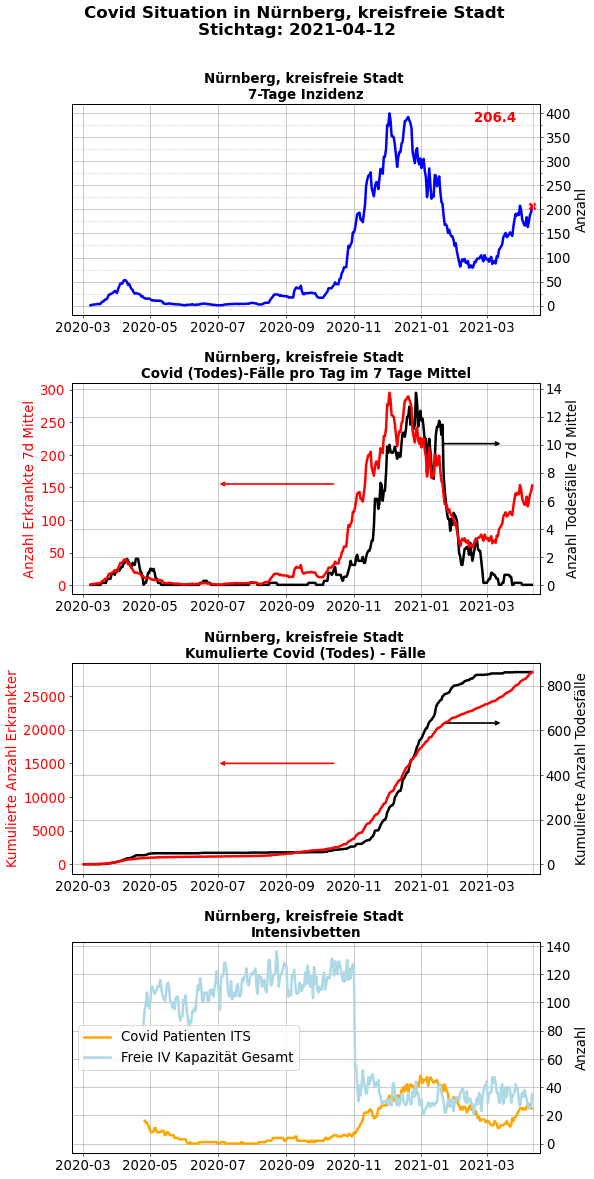 Covid Situation in Nürnberg, kreisfreie Stadt
Stichtag: 2021-04-12
Nürnberg, kreisfreie Stadt
7-Tage Inzidenz
206.4
400
350
300
250
200
150
100
50
0
Anzahl
2020-03 2020-05 2020-07 2020-09 2020-11 2021-01 2021-03
Nürnberg, kreisfreie Stadt
Covid (Todes)-Fälle pro Tag im 7 Tage Mittel
Anzahl Erkrankte 7d Mittel
300
250
200
150
100
50
0
14
12
10
8
6
4
2
0
Anzahl Todesfälle 7d Mittel
2020-03 2020-05 2020-07 2020-09 2020-11 2021-01 2021-03
Nürnberg, kreisfreie Stadt
Kumulierte Covid (Todes) - Fälle
Kumulierte Anzahl Erkrankter
25000
20000
15000
10000
5000
0
800
600
400
200
0
Kumulierte Anzahl Todesfälle
2020-03 2020-05 2020-07 2020-09 2020-11 2021-01 2021-03
Nürnberg, kreisfreie Stadt
Intensivbetten
Covid Patienten ITS
Freie IV Kapazität Gesamt
140
120
100
80
60
40
20
0
Anzahl
2020-03 2020-05 2020-07 2020-09 2020-11 2021-01 2021-03